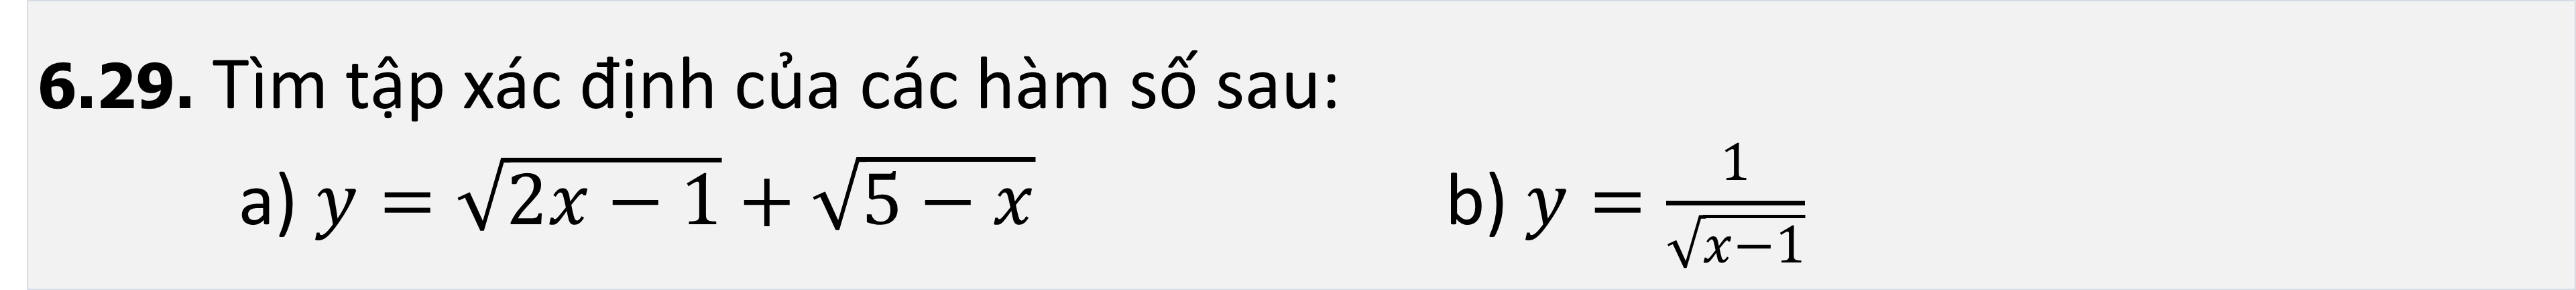 6.29. Tìm tập xác định của các hàm số sau:
a) y = √(2x − 1) + √(5 − x) b) y = 1/√(x−1)